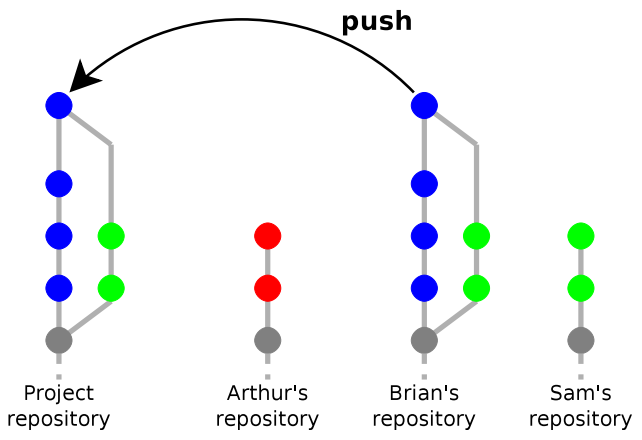 push
Project
repository
Arthur's
repository
Brian's
repository
Sam's
repository